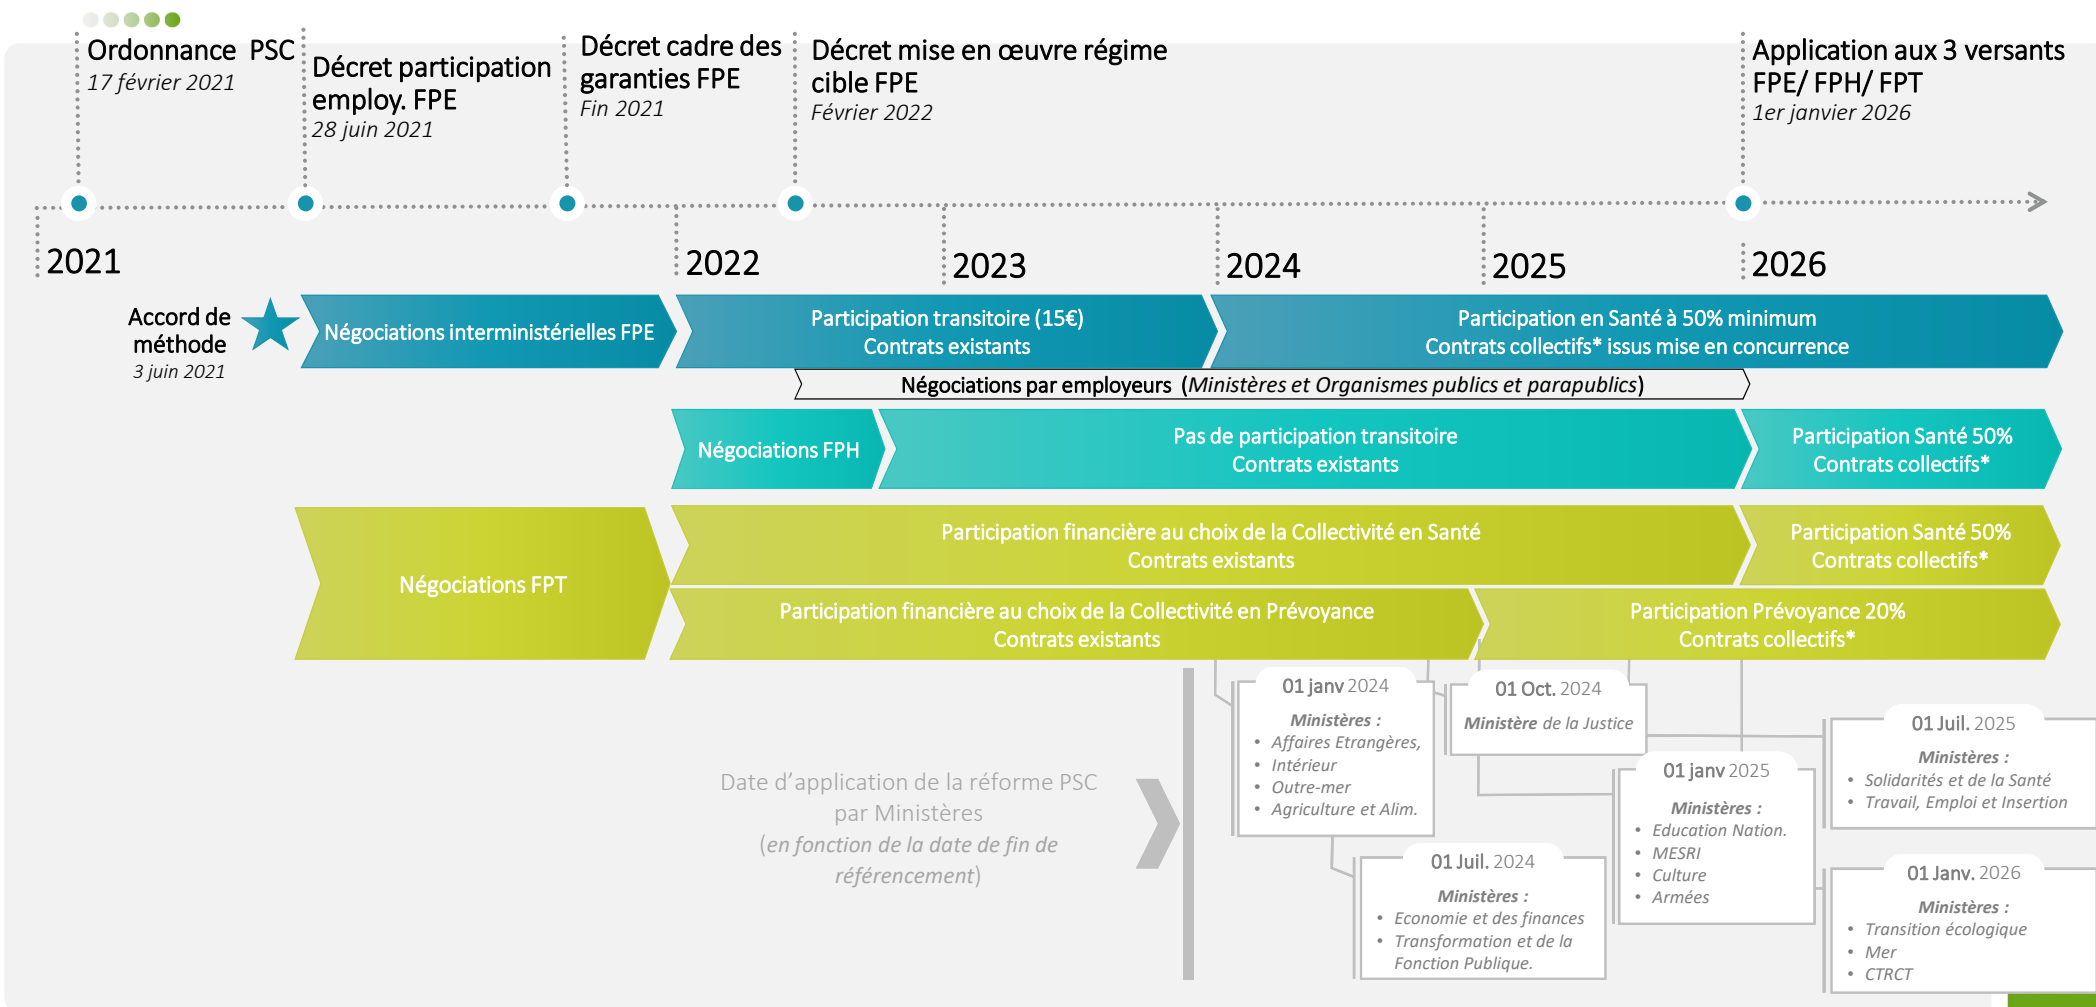 Ordonnance PSC
17 février 2021
Décret participation
employ. FPE
28 juin 2021
Décret cadre des
garanties FPE
Fin 2021
Décret mise en œuvre régime
cible FPE
Février 2022
Application aux 3 versants
FPE/ FPH/ FPT
1er janvier 2026
2021
2022
2023
2024
2025
2026
Accord de
méthode
3 juin 2021
Négociations interministérielles FPE
Participation transitoire (15€)
Contrats existants
Participation en Santé à 50% minimum
Contrats collectifs* issus mise en concurrence
Négociations par employeurs (Ministères et Organismes publics et parapublics)
Négociations FPH
Pas de participation transitoire
Contrats existants
Participation Santé 50%
Contrats collectifs*
Négociations FPT
Participation financière au choix de la Collectivité en Santé
Contrats existants
Participation Santé 50%
Contrats collectifs*
Participation financière au choix de la Collectivité en Prévoyance
Contrats existants
Participation Prévoyance 20%
Contrats collectifs*
Date d’application de la réforme PSC
par Ministères
(en fonction de la date de fin de
référencement)
01 janv 2024
Ministères :
• Affaires Etrangères,
• Intérieur
• Outre-mer
• Agriculture et Alim.
01 Juil. 2024
Ministères :
• Economie et des finances
• Transformation et de la
Fonction Publique.
01 Oct. 2024
Ministère de la Justice
01 janv 2025
Ministères :
• Education Nation.
• MESRI
• Culture
• Armées
01 Juil. 2025
Ministères :
• Solidarités et de la Santé
• Travail, Emploi et Insertion
01 Janv. 2026
Ministères :
• Transition écologique
• Mer
• CTRCT